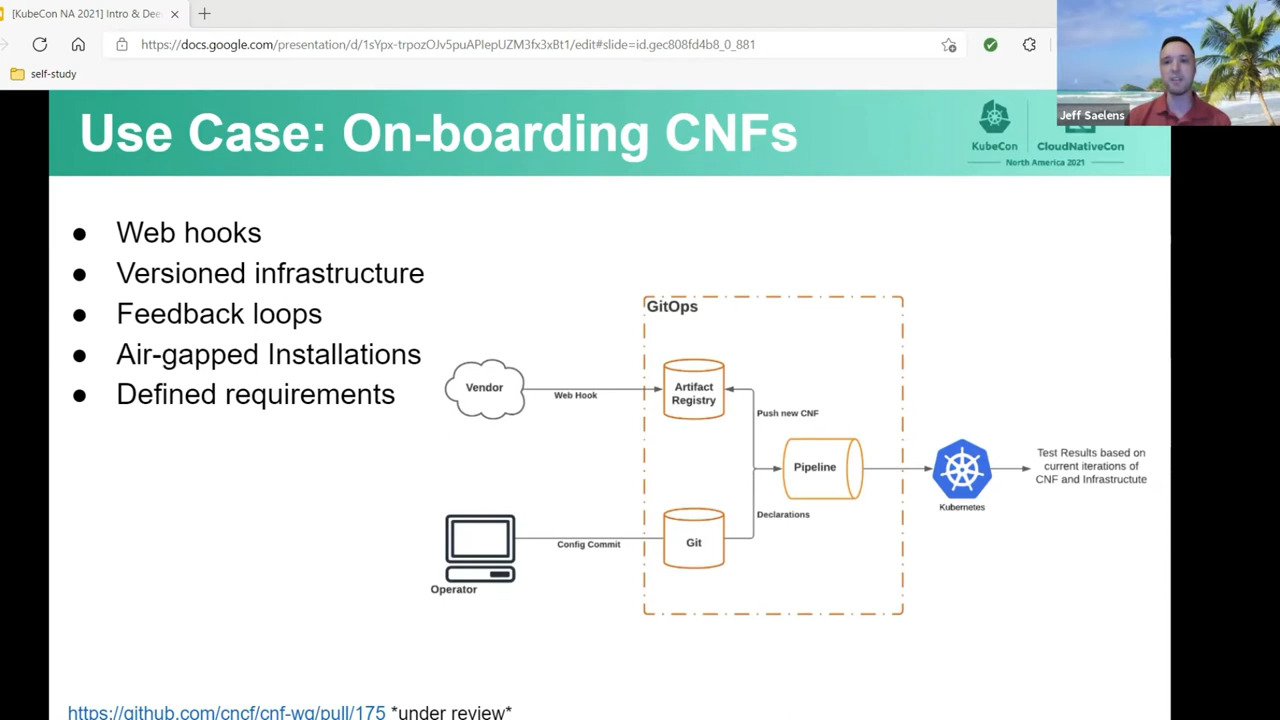 [KubeCon NA 2021] Intro & Dee
https://docs.google.com/presentation/d/1sYpx-trpozOJv5puAPIepUZM3fx3xBt1/edit#slide=id.gec808fd4b8_0_881
self-study
Jeff Saelens
Use Case: On-boarding CNFs
KubeCon
CloudNativeCon
North America 2021
● Web hooks
● Versioned infrastructure
● Feedback loops
● Air-gapped Installations
● Defined requirements
GitOps
Vendor
Web Hook
Artifact
Registry
Push new CNF
Pipeline
Kubernetes
Test Results based on
current iterations of
CNF and Infrastructute
Declarations
Operator
Config Commit
Git
https://github.com/cncf/cnf-wg/pull/175 *under review*